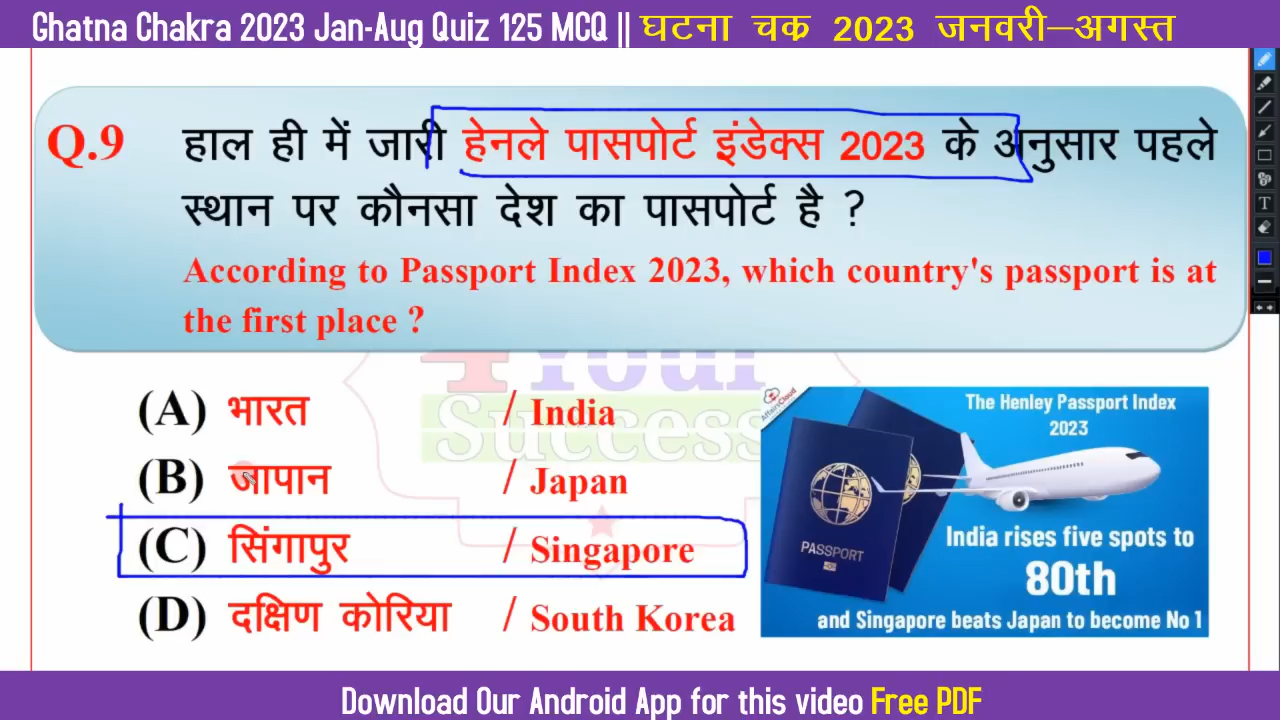 Ghatna Chakra 2023 Jan-Aug Quiz 125 MCQ || घटना चक्र 2023 जनवरी–अगस्त
Q.9 हाल ही में जारी हेनले पासपोर्ट इंडेक्स 2023 के अनुसार पहले
स्थान पर कौनसा देश का पासपोर्ट है ?
According to Passport Index 2023, which country's passport is at
the first place ?
4Your
Success
(A) भारत / India
(B) जापान / Japan
(C) सिंगापुर / Singapore
(D) दक्षिण कोरिया / South Korea
AffairsCloud
The Henley Passport Index
2023
PASSPORT
India rises five spots to
80th
and Singapore beats Japan to become No 1
Download Our Android App for this video Free PDF